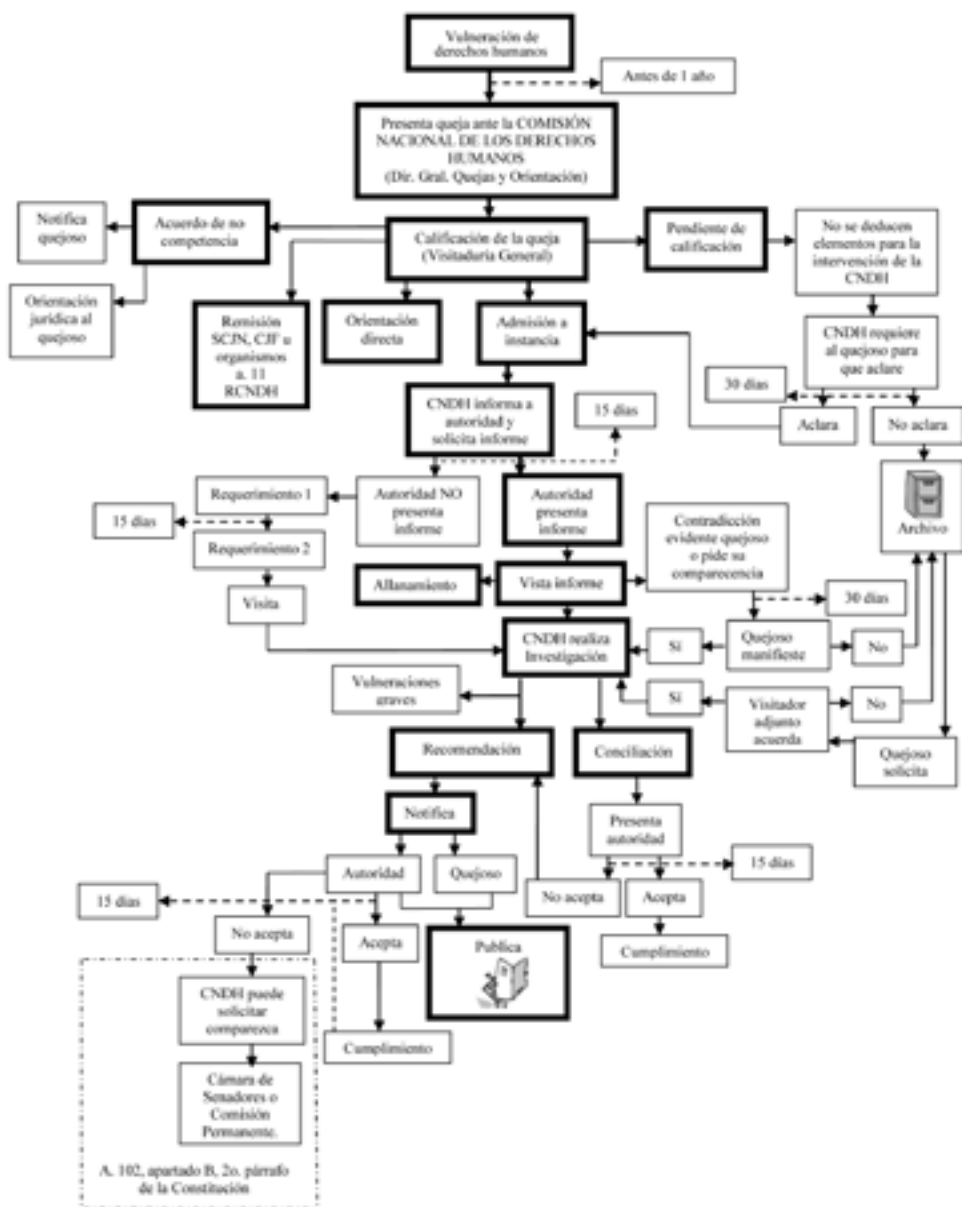 Vulneración de
derechos humanos
Antes de 1 año
Presenta queja ante la COMISIÓN
NACIONAL DE LOS DERECHOS
HUMANOS
(Dir. Gral. Quejas y Orientación)
Notifica
quejoso
Acuerdo de no
competencia
Calificación de la queja
(Visitaduría General)
Pendiente de
calificación
No se deducen
elementos para la
intervención de la
CNDH
Orientación
jurídica al
quejoso
Remisión
SCJN, CJF u
organismos
a. 11
RCNDH
Orientación
directa
Admisión a
instancia
CNDH requiere
al quejoso para
que aclare
30 días
Aclara
No aclara
CNDH informa a
autoridad y
solicita informe
15 días
Requerimiento 1
Autoridad NO
presenta
informe
Autoridad
presenta
informe
Archivo
15 días
Requerimiento 2
Contradicción
evidente quejoso
o pide su
comparecencia
Allanamiento
Vista informe
Visita
30 días
CNDH realiza
Investigación
Sí
Quejoso
manifieste
No
Vulneraciones
graves
Sí
Visitador
adjunto
acuerda
No
Recomendación
Conciliación
Quejoso
solicita
Notifica
Presenta
autoridad
Autoridad
Quejoso
15 días
15 días
No acepta
Acepta
No acepta
Acepta
Publica
Cumplimiento
CNDH puede
solicitar
comparezca
Cumplimiento
Cámara de
Senadores o
Comisión
Permanente.
A. 102, apartado B, 2o. párrafo
de la Constitución